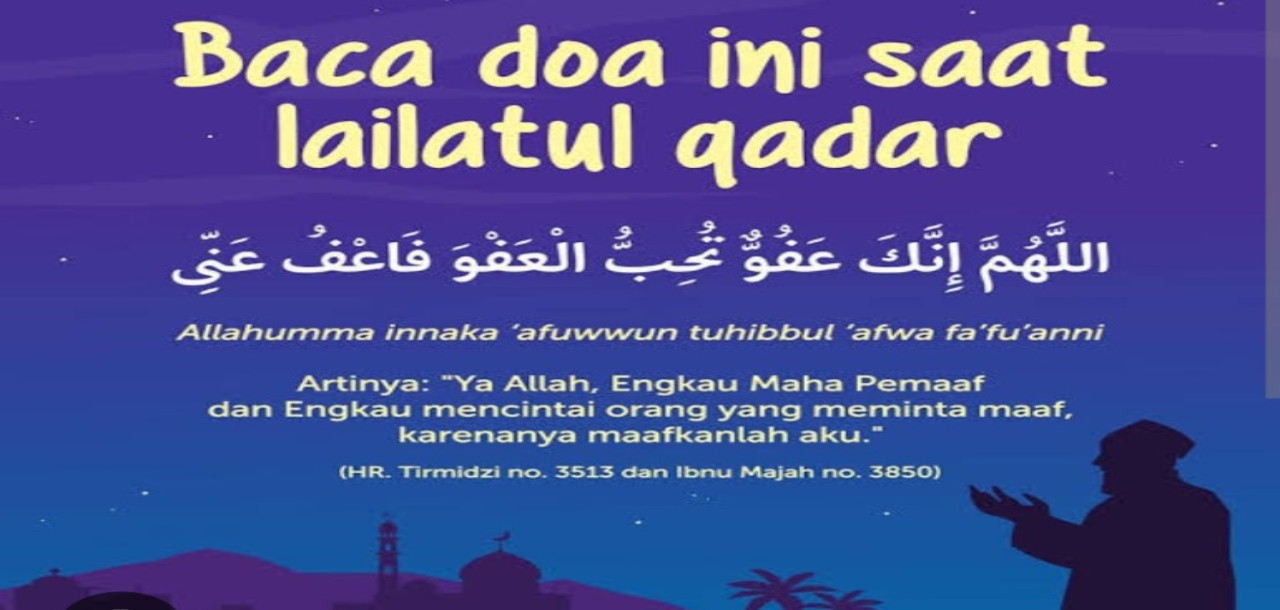 Baca doa ini saat
lailatul qadar
اللَّهُمَّ إِنَّكَ عَفُوٌّ تُحِبُّ الْعَفْوَ فَاعْفُ عَنِّي
Allahumma innaka ‘afuwwun tuhibbul ‘afwa fa’fu’anni
Artinya: "Ya Allah, Engkau Maha Pemaaf
dan Engkau mencintai orang yang meminta maaf,
karenanya maafkanlah aku."
(HR. Tirmidzi no. 3513 dan Ibnu Majah no. 3850)